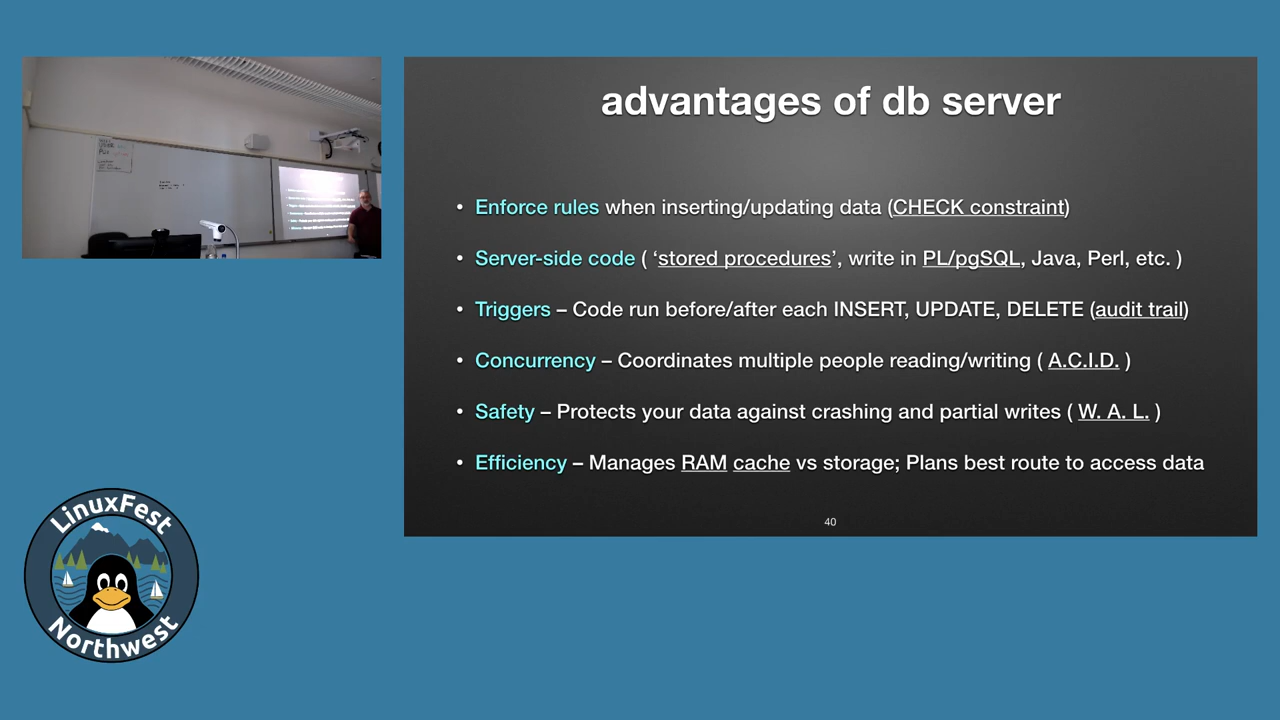 advantages of db server
• Enforce rules when inserting/updating data (CHECK constraint)
• Server-side code ( ‘stored procedures’, write in PL/pgSQL, Java, Perl, etc. )
• Triggers – Code run before/after each INSERT, UPDATE, DELETE (audit trail)
• Concurrency – Coordinates multiple people reading/writing ( A.C.I.D. )
• Safety – Protects your data against crashing and partial writes ( W. A. L. )
• Efficiency – Manages RAM cache vs storage; Plans best route to access data
40
LinuxFest
Northwest